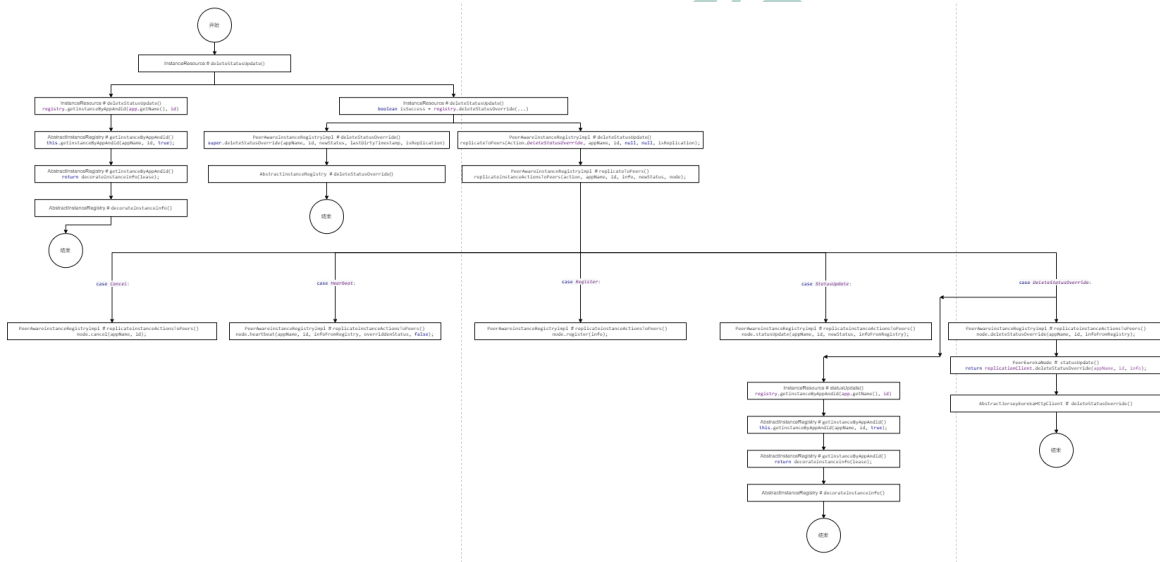 开始
InstanceResource # deleteStatusUpdate()
InstanceResource # deleteStatusUpdate()
registry.getInstanceByAppAndId(app.getName(), id)
InstanceResource # deleteStatusUpdate()
boolean isSuccess = registry.deleteStatusOverride(...)
AbstractInstanceRegistry # getInstanceByAppAndId()
this.getInstanceByAppAndId(appName, id, true);
PeerAwareInstanceRegistryImpl # deleteStatusOverride()
super.deleteStatusOverride(appName, id, newStatus, lastDirtyTimestamp, isReplication)
PeerAwareInstanceRegistryImpl # deleteStatusUpdate()
replicateToPeers(Action.DeleteStatusOverride, appName, id, null, null, isReplication);
AbstractInstanceRegistry # getInstanceByAppAndId()
return decorateInstanceInfo(lease);
AbstractInstanceRegistry # deleteStatusOverride()
PeerAwareInstanceRegistryImpl # replicateToPeers()
replicateInstanceActionsToPeers(action, appName, id, info, newStatus, node);
AbstractInstanceRegistry # decorateInstanceInfo()
结束
结束
case Cancel:
case Heartbeat:
case Register:
case StatusUpdate:
case DeleteStatusOverride:
PeerAwareInstanceRegistryImpl # replicateInstanceActionsToPeers()
node.cancel(appName, id);
PeerAwareInstanceRegistryImpl # replicateInstanceActionsToPeers()
node.heartbeat(appName, id, infoFromRegistry, overriddenStatus, false);
PeerAwareInstanceRegistryImpl # replicateInstanceActionsToPeers()
node.register(info);
PeerAwareInstanceRegistryImpl # replicateInstanceActionsToPeers()
node.statusUpdate(appName, id, newStatus, infoFromRegistry);
PeerAwareInstanceRegistryImpl # replicateInstanceActionsToPeers()
node.deleteStatusOverride(appName, id, infoFromRegistry);
PeerEurekaNode # statusUpdate()
return replicationClient.deleteStatusOverride(appName, id, info);
InstanceResource # statusUpdate()
registry.getInstanceByAppAndId(app.getName(), id)
AbstractJerseyEurekaHttpClient # deleteStatusOverride()
AbstractInstanceRegistry # getInstanceByAppAndId()
this.getInstanceByAppAndId(appName, id, true);
结束
AbstractInstanceRegistry # getInstanceByAppAndId()
return decorateInstanceInfo(lease);
AbstractInstanceRegistry # decorateInstanceInfo()
结束